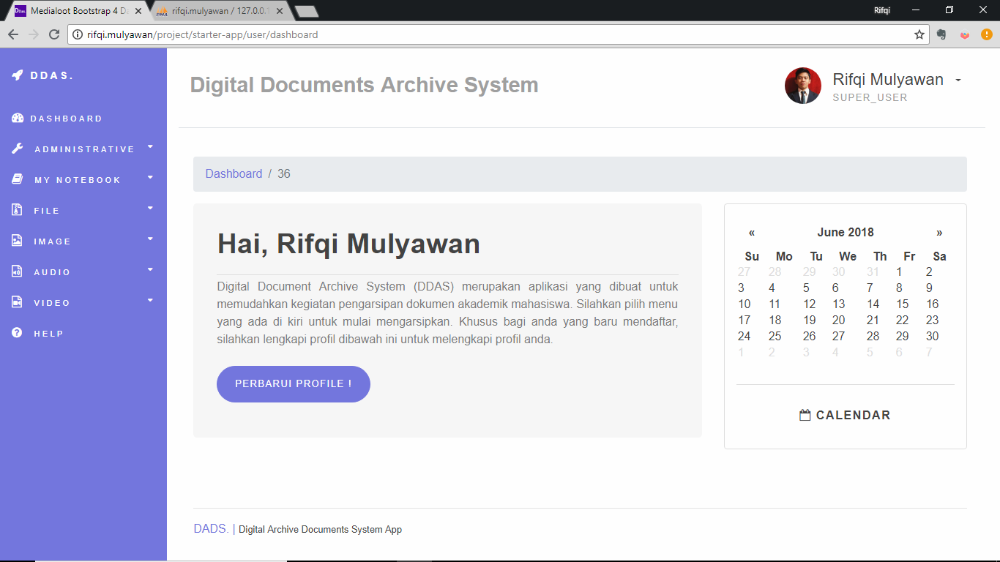 Medialoot Bootstrap 4 Da
rifqi.mulyawan / 127.0.0.1
Rifqi
rifqi.mulyawan/project/starter-app/user/dashboard
DDAS.
DASHBOARD
ADMINISTRATIVE
MY NOTEBOOK
FILE
IMAGE
AUDIO
VIDEO
HELP
Digital Documents Archive System
Rifqi Mulyawan
SUPER_USER
Dashboard / 36
Hai, Rifqi Mulyawan
Digital Document Archive System (DDAS) merupakan aplikasi yang dibuat untuk
memudahkan kegiatan pengarsipan dokumen akademik mahasiswa. Silahkan pilih menu
yang ada di kiri untuk mulai mengarsipkan. Khusus bagi anda yang baru mendaftar,
silahkan lengkapi profil dibawah ini untuk melengkapi profil anda.
PERBARUI PROFILE !
« June 2018 »
Su Mo Tu We Th Fr Sa
27 28 29 30 31 1 2
3 4 5 6 7 8 9
10 11 12 13 14 15 16
17 18 19 20 21 22 23
24 25 26 27 28 29 30
1 2 3 4 5 6 7
CALENDAR
DADS. | Digital Archive Documents System App